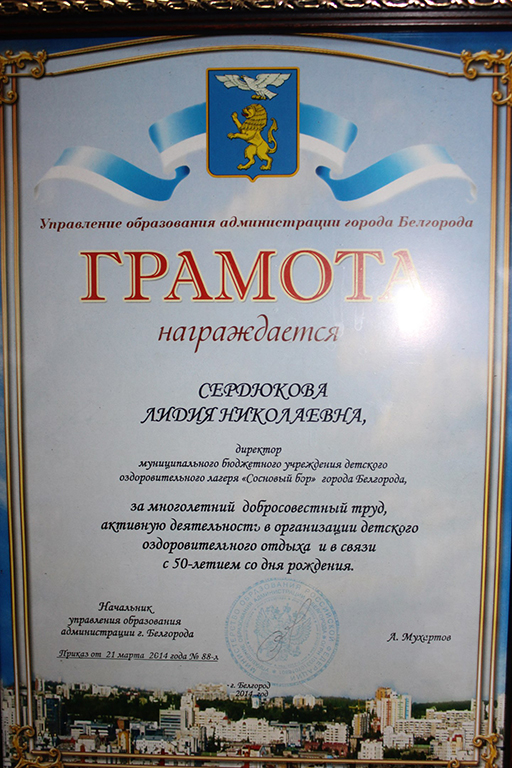 Управление образования администрации города Белгорода
ГРАМОТА
награждается
СЕРДЮКОВА
ЛИДИЯ НИКОЛАЕВНА,
директор
муниципального бюджетного учреждения детского
оздоровительного лагеря «Сосновый бор» города Белгорода,
за многолетний добросовестный труд,
активную деятельность в организации детского
оздоровительного отдыха и в связи
с 50-летием со дня рождения.
Начальник
управления образования
администрации г. Белгорода
А. Мухартов
Приказ от 21 марта 2014 года № 88-л
г. Белгород
2014 год